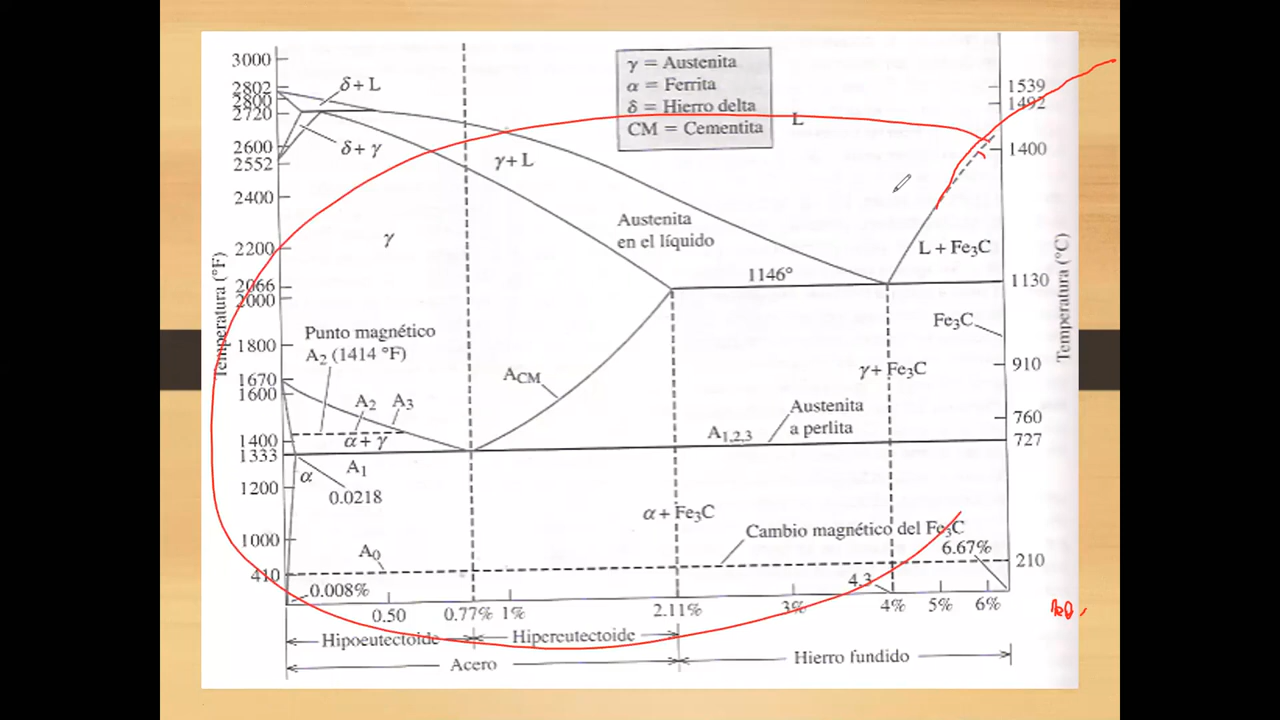 γ = Austenita
α = Ferrita
δ = Hierro delta
CM = Cementita
3000
2802
2800
2720
2600
2552
2400
2200
2066
2000
1800
1670
1600
1400
1333
1200
1000
410
Temperatura (°F)
δ + L
δ + γ
γ + L
γ
L
Austenita
en el líquido
1146°
L + Fe₃C
Fe₃C
γ + Fe₃C
Punto magnético
A₂ (1414 °F)
A₂
A₃
α + γ
A_CM
A₁,₂,₃
Austenita
a perlita
A₁
α
0.0218
α + Fe₃C
Cambio magnético del Fe₃C
6.67%
A₀
0.008%
4.3
1539
1492
1400
1130
910
760
727
210
Temperatura (°C)
0.50
0.77%
1%
2.11%
3%
4%
5%
6%
Hipoeutectoide
Hipereutectoide
Acero
Hierro fundido